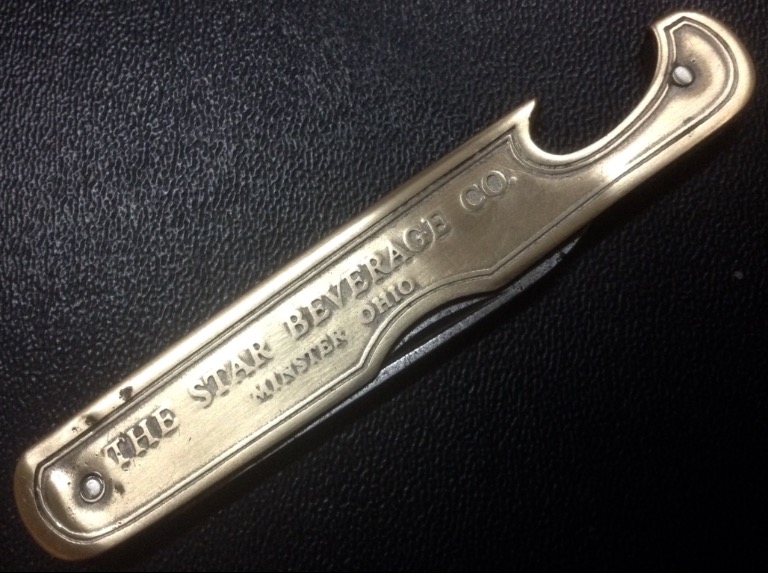 THE STAR BEVERAGE CO.
MINSTER OHIO